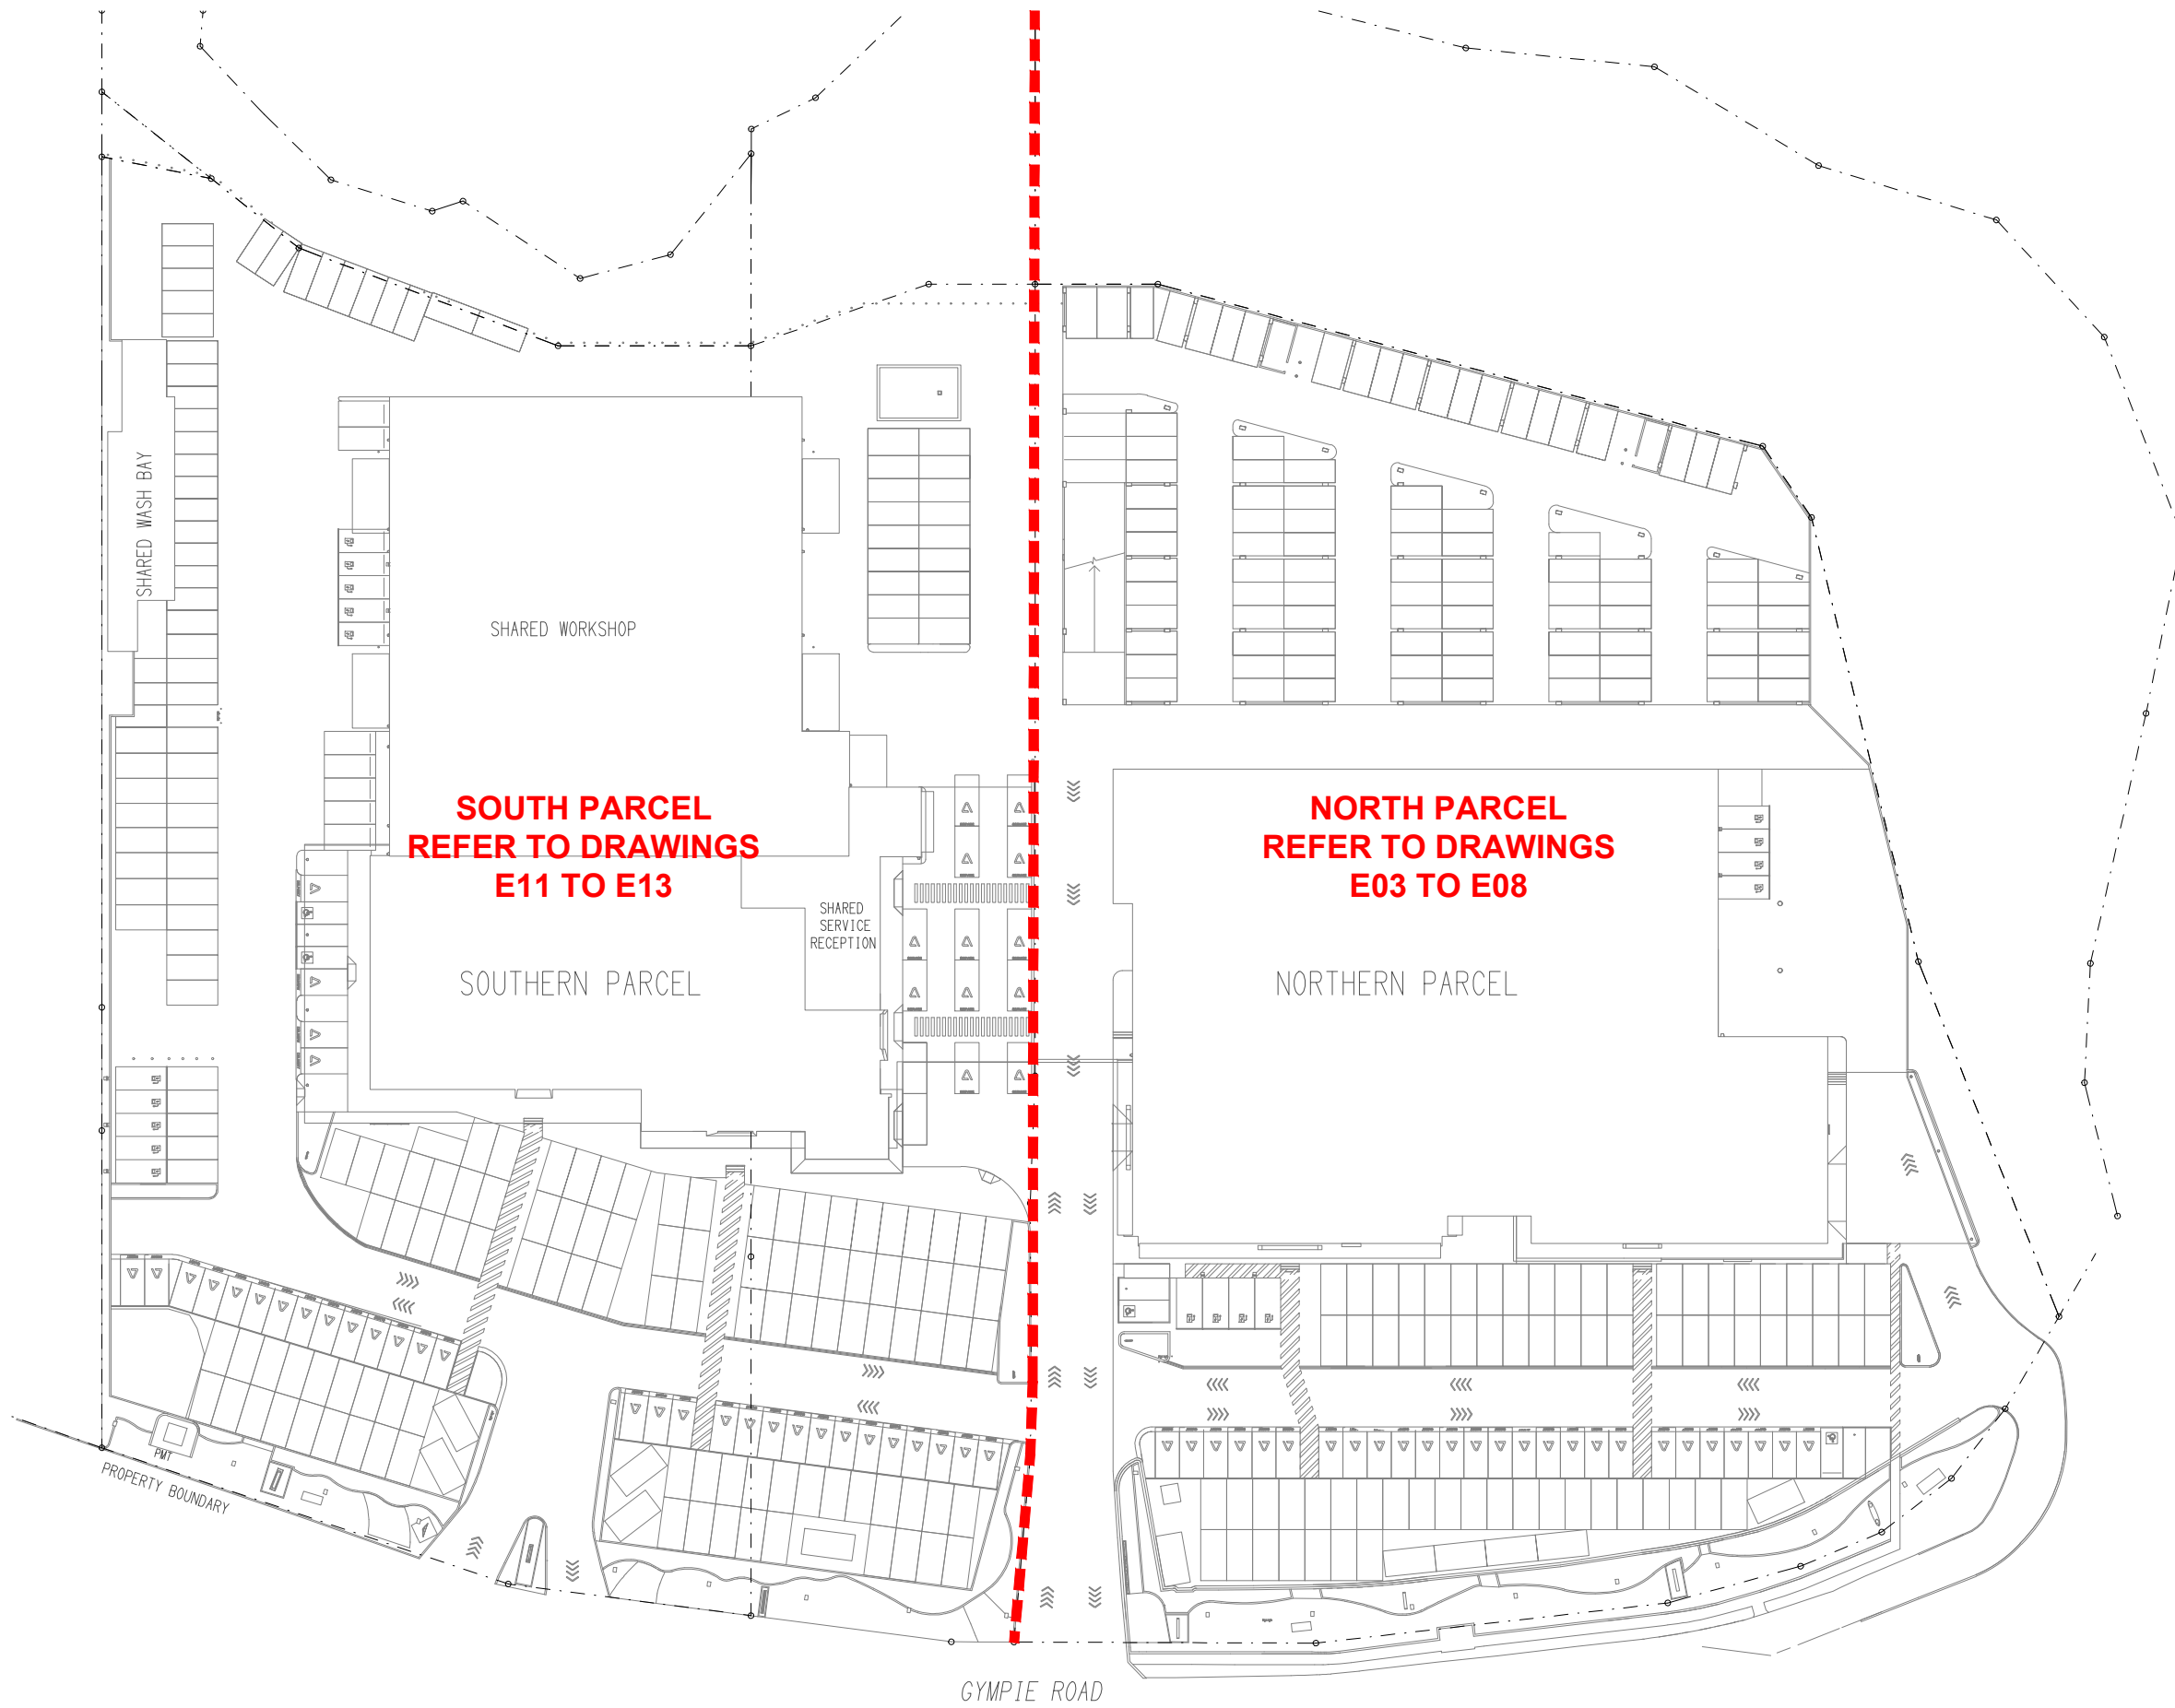 SHARED WASH BAY
SHARED WORKSHOP
SOUTH PARCEL
REFER TO DRAWINGS
E11 TO E13
NORTH PARCEL
REFER TO DRAWINGS
E03 TO E08
SHARED
SERVICE
RECEPTION
SOUTHERN PARCEL
NORTHERN PARCEL
PMT
PROPERTY BOUNDARY
GYMPIE ROAD